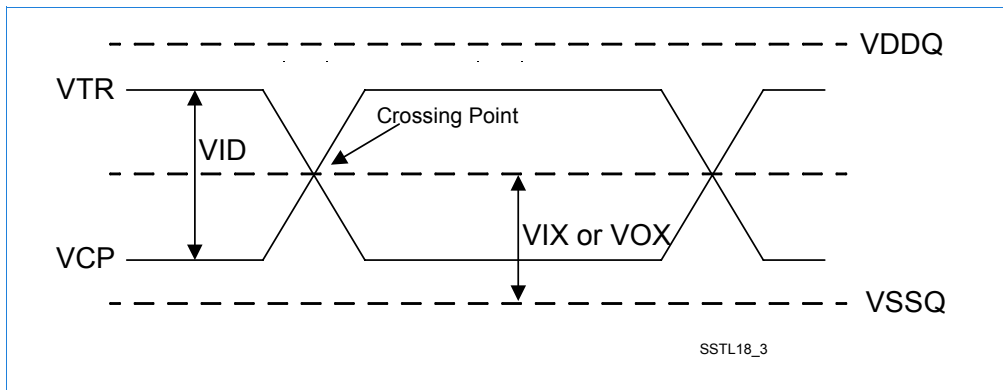 VDDQ
VTR
Crossing Point
VID
VIX or VOX
VCP
VSSQ
SSTL18_3